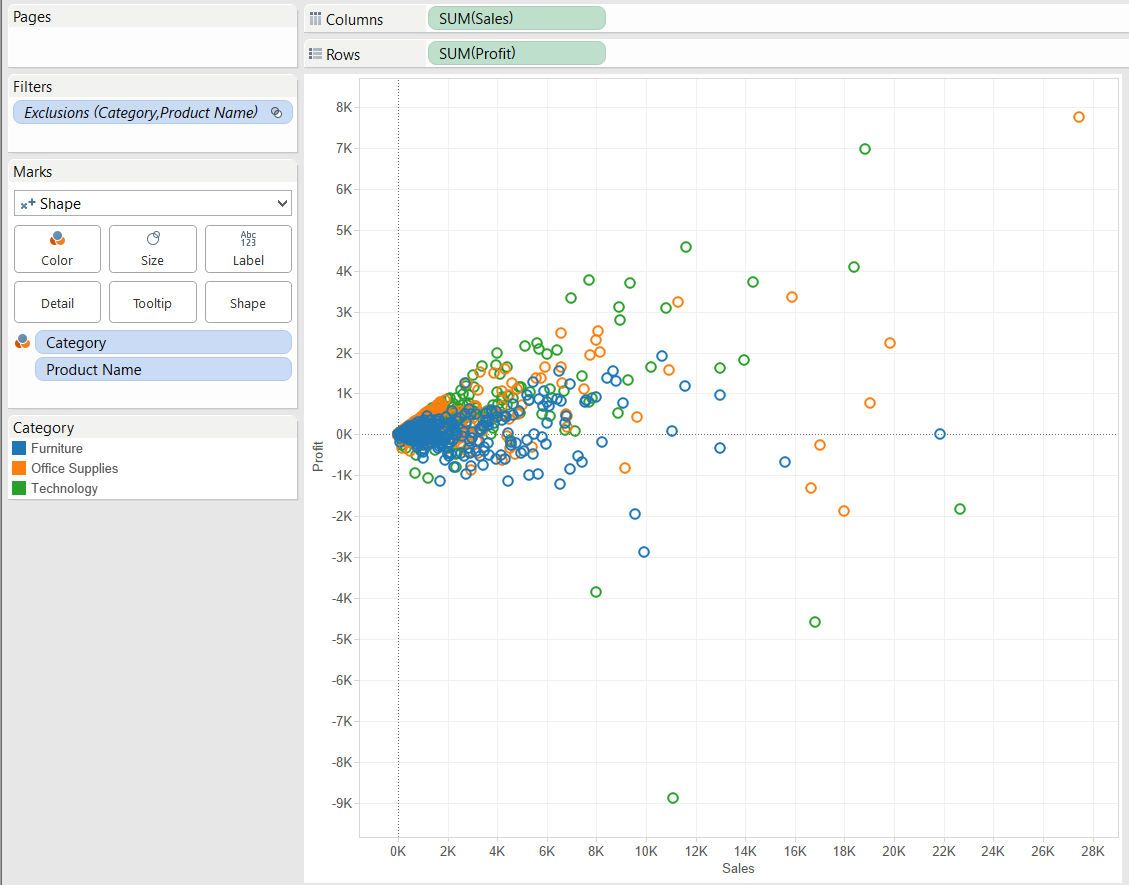 Pages
Columns
SUM(Sales)
Rows
SUM(Profit)
Filters
Exclusions (Category,Product Name)
Marks
Shape
Color
Size
Abc
123
Label
Detail
Tooltip
Shape
Category
Product Name
Category
Furniture
Office Supplies
Technology
Profit
8K
7K
6K
5K
4K
3K
2K
1K
0K
-1K
-2K
-3K
-4K
-5K
-6K
-7K
-8K
-9K
0K 2K 4K 6K 8K 10K 12K 14K 16K 18K 20K 22K 24K 26K 28K
Sales